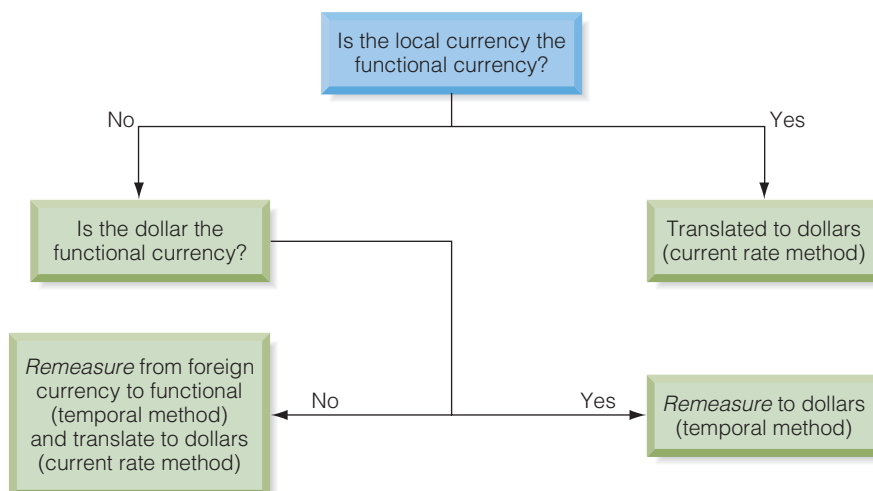 Is the local currency the
functional currency?
No
Yes
Is the dollar the
functional currency?
Translated to dollars
(current rate method)
Remeasure from foreign
currency to functional
(temporal method)
and translate to dollars
(current rate method)
No
Yes
Remeasure to dollars
(temporal method)